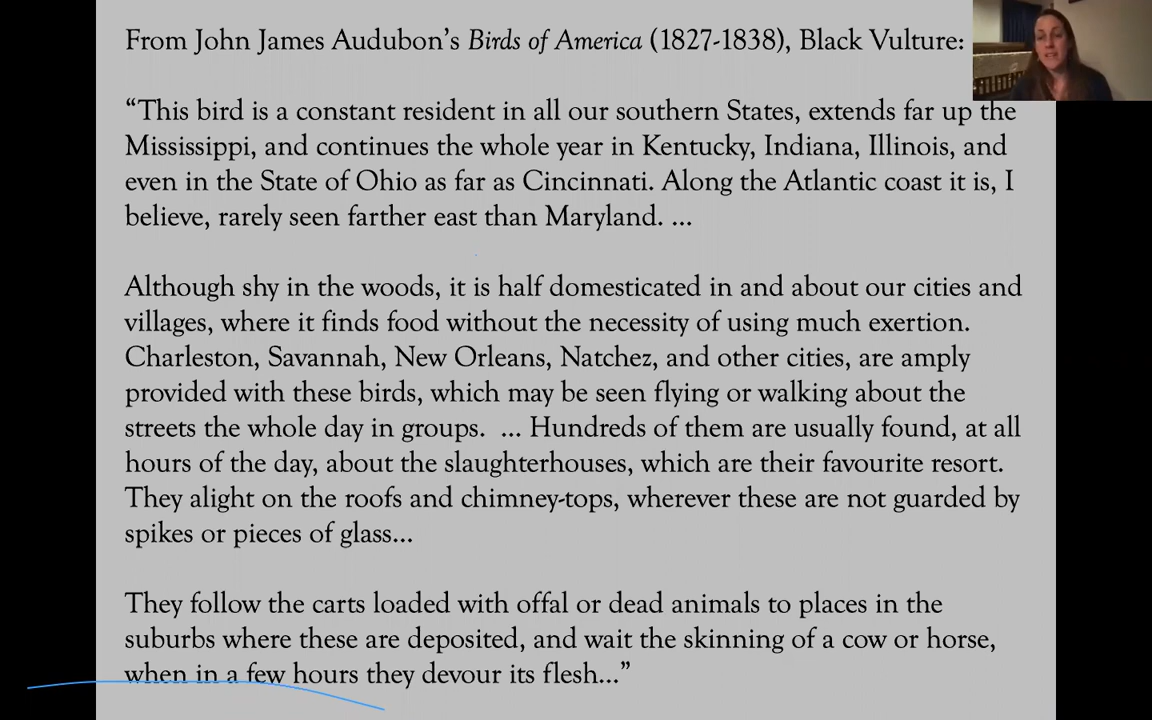 From John James Audubon’s Birds of America (1827-1838), Black Vulture:
“This bird is a constant resident in all our southern States, extends far up the
Mississippi, and continues the whole year in Kentucky, Indiana, Illinois, and
even in the State of Ohio as far as Cincinnati. Along the Atlantic coast it is, I
believe, rarely seen farther east than Maryland. ...
Although shy in the woods, it is half domesticated in and about our cities and
villages, where it finds food without the necessity of using much exertion.
Charleston, Savannah, New Orleans, Natchez, and other cities, are amply
provided with these birds, which may be seen flying or walking about the
streets the whole day in groups.  ... Hundreds of them are usually found, at all
hours of the day, about the slaughterhouses, which are their favourite resort.
They alight on the roofs and chimney-tops, wherever these are not guarded by
spikes or pieces of glass...
They follow the carts loaded with offal or dead animals to places in the
suburbs where these are deposited, and wait the skinning of a cow or horse,
when in a few hours they devour its flesh...”